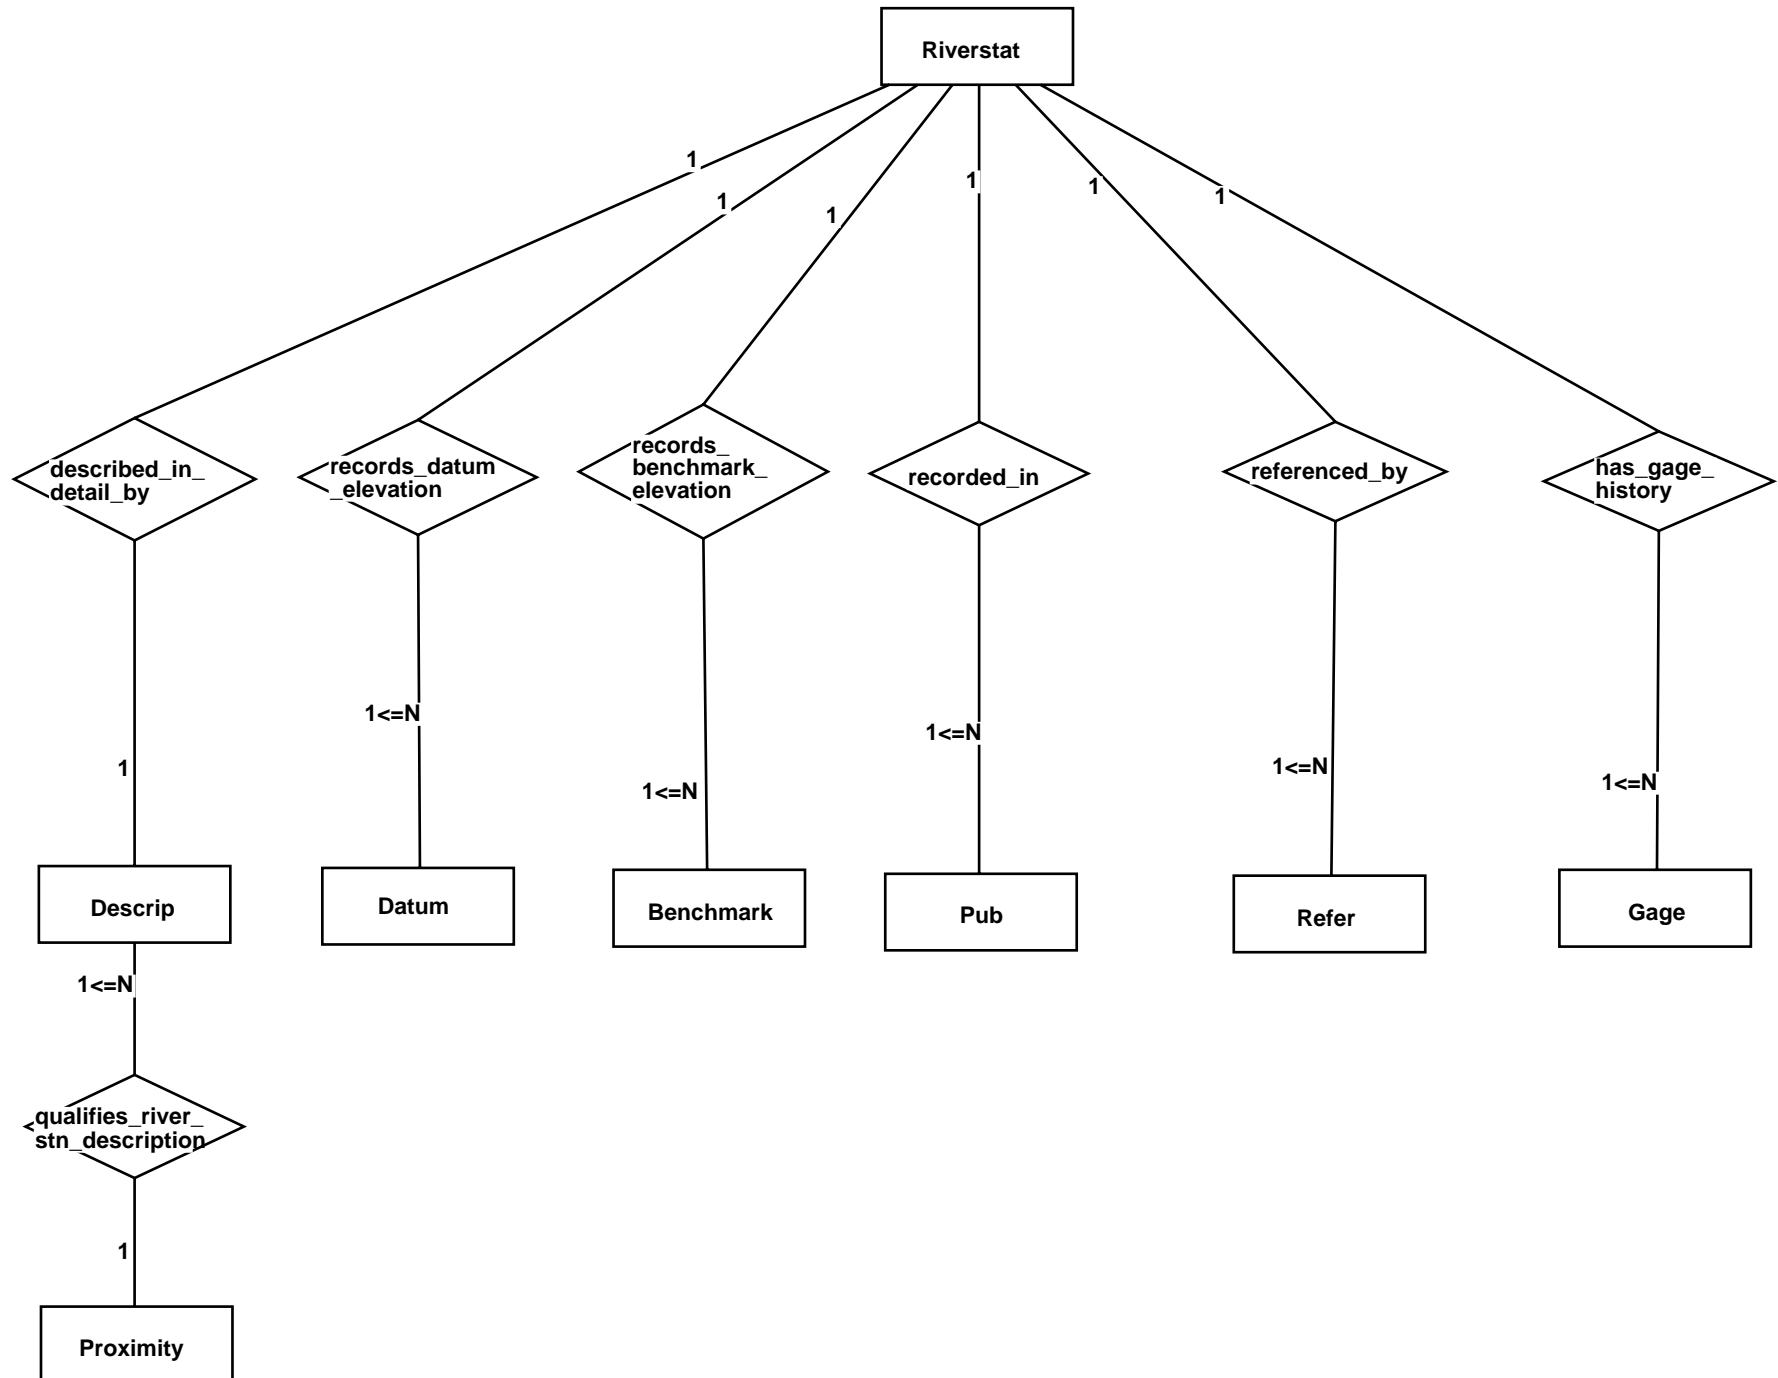 Riverstat
1
1
1
1
1
1
described_in_
detail_by
records_datum
_elevation
records_
benchmark_
elevation
recorded_in
referenced_by
has_gage_
history
1
1<=N
1<=N
1<=N
1<=N
1<=N
Descrip
Datum
Benchmark
Pub
Refer
Gage
1<=N
qualifies_river_
stn_description
1
Proximity